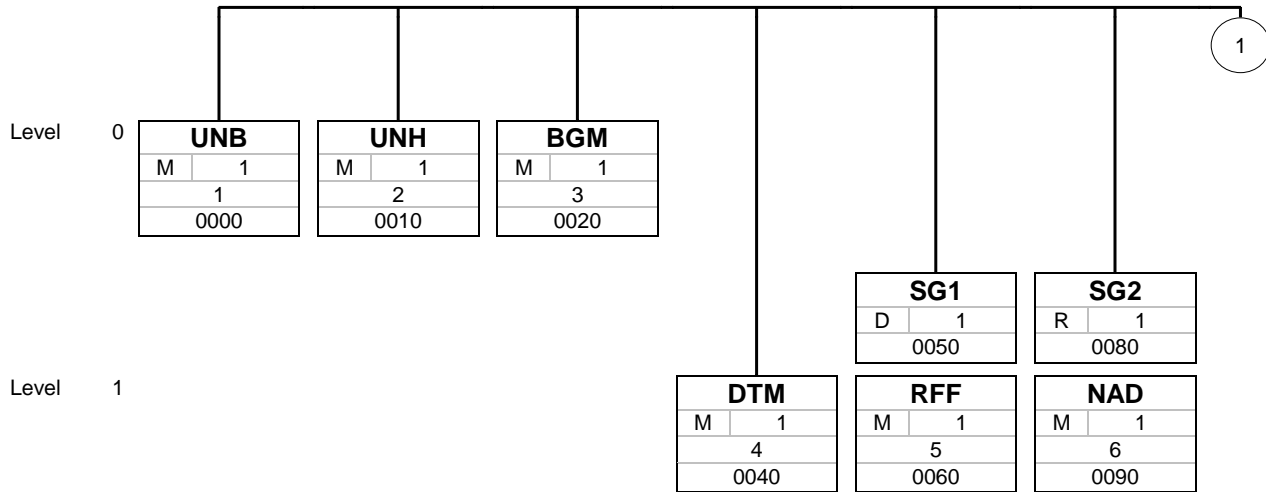 1
Level 0 UNB UNH BGM
M 1 M 1 M 1
1 2 3
0000 0010 0020
SG1 SG2
D 1 R 1
0050 0080
Level 1 DTM RFF NAD
M 1 M 1 M 1
4 5 6
0040 0060 0090